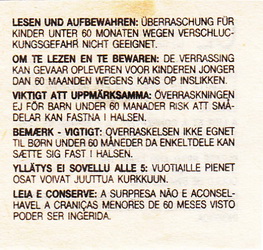 LESEN UND AUFBEWAHREN: ÜBERRASCHUNG FÜR
KINDER UNTER 60 MONATEN WEGEN VERSCHLUC-
KUNGSGEFAHR NICHT GEEIGNET.
OM TE LEZEN EN TE BEWAREN: DE VERRASSING
KAN GEVAAR OPLEVEREN VOOR KINDEREN JONGER
DAN 60 MAANDEN WEGENS KANS OP INSLIKKEN.
VIKTIGT ATT UPPMÄRKSAMMA: ÖVERRASKNINGEN
EJ FÖR BARN UNDER 60 MANADER RISK ATT SMÅ-
DELAR KAN FASTNA I HALSEN.
BEMÆRK - VIGTIGT: OVERRASKELSEN IKKE EGNET
TIL BØRN UNDER 60 MÅNEDER DA ENKELTDELE KAN
SÆTTE SIG FAST I HALSEN.
YLLÄTYS EI SOVELLU ALLE 5: VUOTIAILLE PIENET
OSAT VOIVAT JUUTTUA KURKKUUN.
LEIA E CONSERVE: A SURPRESA NÃO E ACONSEL-
HAVEL A CRANIÇAS MENORES DE 60 MESES VISTO
PODER SER INGERIDA.